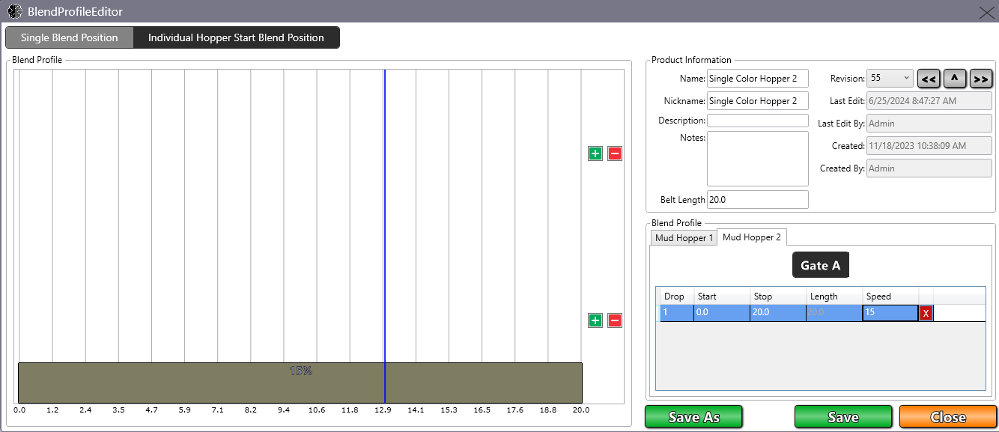 BlendProfileEditor
Single Blend Position
Individual Hopper Start Blend Position
Blend Profile
15%
0.0 1.2 2.4 3.5 4.7 5.9 7.1 8.2 9.4 10.6 11.8 12.9 14.1 15.3 16.5 17.6 18.8 20.0
Product Information
Name: Single Color Hopper 2
Nickname: Single Color Hopper 2
Description:
Notes:
Belt Length 20.0
Revision: 55 << ^ >>
Last Edit: 6/25/2024 8:47:27 AM
Last Edit By: Admin
Created: 11/18/2023 10:38:09 AM
Created By: Admin
Blend Profile
Mud Hopper 1 Mud Hopper 2
Gate A
Drop Start Stop Length Speed
1 0.0 20.0 20.0 15 X
Save As Save Close